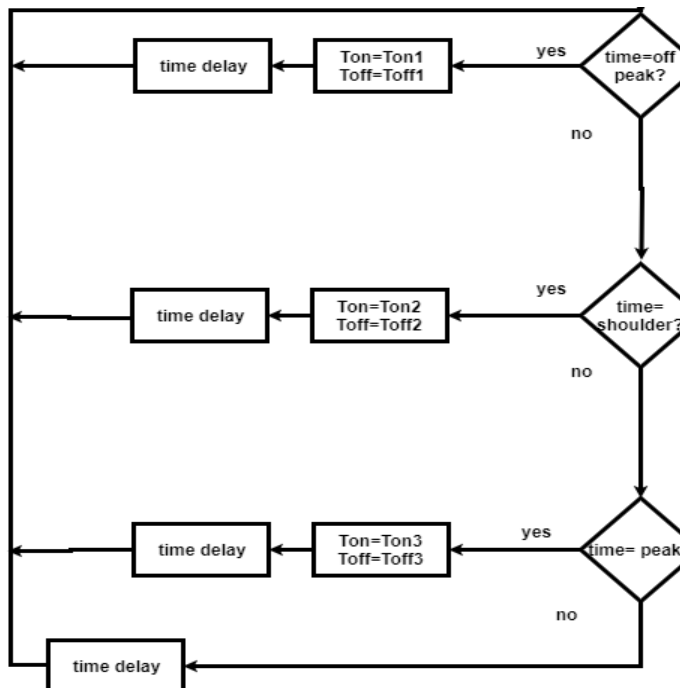 time=off
peak?
yes
Ton=Ton1
Toff=Toff1
time delay
no
time=
shoulder?
yes
Ton=Ton2
Toff=Toff2
time delay
no
time= peak
yes
Ton=Ton3
Toff=Toff3
time delay
no
time delay